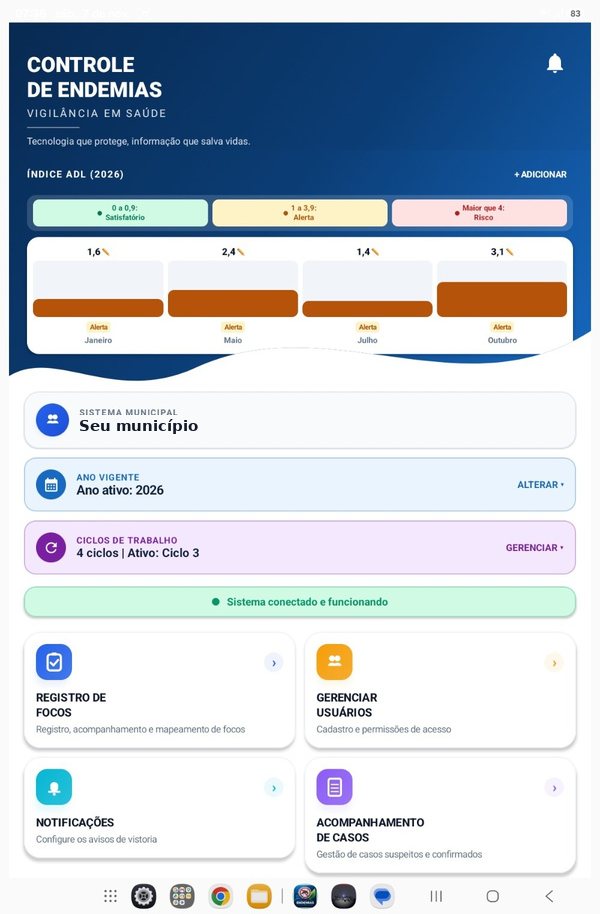 83
CONTROLE
DE ENDEMIAS
VIGILÂNCIA EM SAÚDE
Tecnologia que protege, informação que salva vidas.
ÍNDICE ADL (2026)
+ ADICIONAR
0 a 0,9:
Satisfatório
1 a 3,9:
Alerta
Maior que 4:
Risco
1,6
2,4
1,4
3,1
Alerta
Alerta
Alerta
Alerta
Janeiro
Maio
Julho
Outubro
SISTEMA MUNICIPAL
Seu município
ANO VIGENTE
Ano ativo: 2026
ALTERAR
CICLOS DE TRABALHO
4 ciclos | Ativo: Ciclo 3
GERENCIAR
Sistema conectado e funcionando
REGISTRO DE
FOCOS
Registro, acompanhamento e mapeamento de focos
GERENCIAR
USUÁRIOS
Cadastro e permissões de acesso
NOTIFICAÇÕES
Configure os avisos de vistoria
ACOMPANHAMENTO
DE CASOS
Gestão de casos suspeitos e confirmados
ENDEMIAS